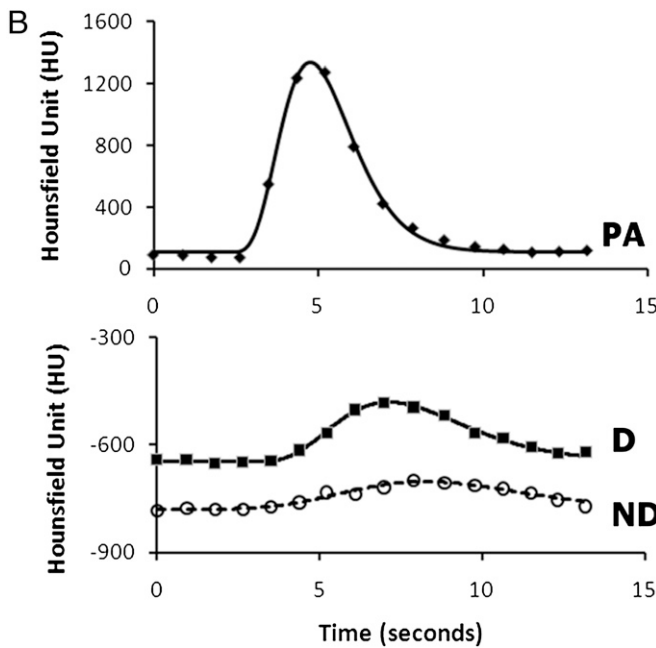 B
Hounsfield Unit (HU)
1600
1200
800
400
0
PA
0 5 10 15
Hounsfield Unit (HU)
-300
-600
-900
D
ND
0 5 10 15
Time (seconds)